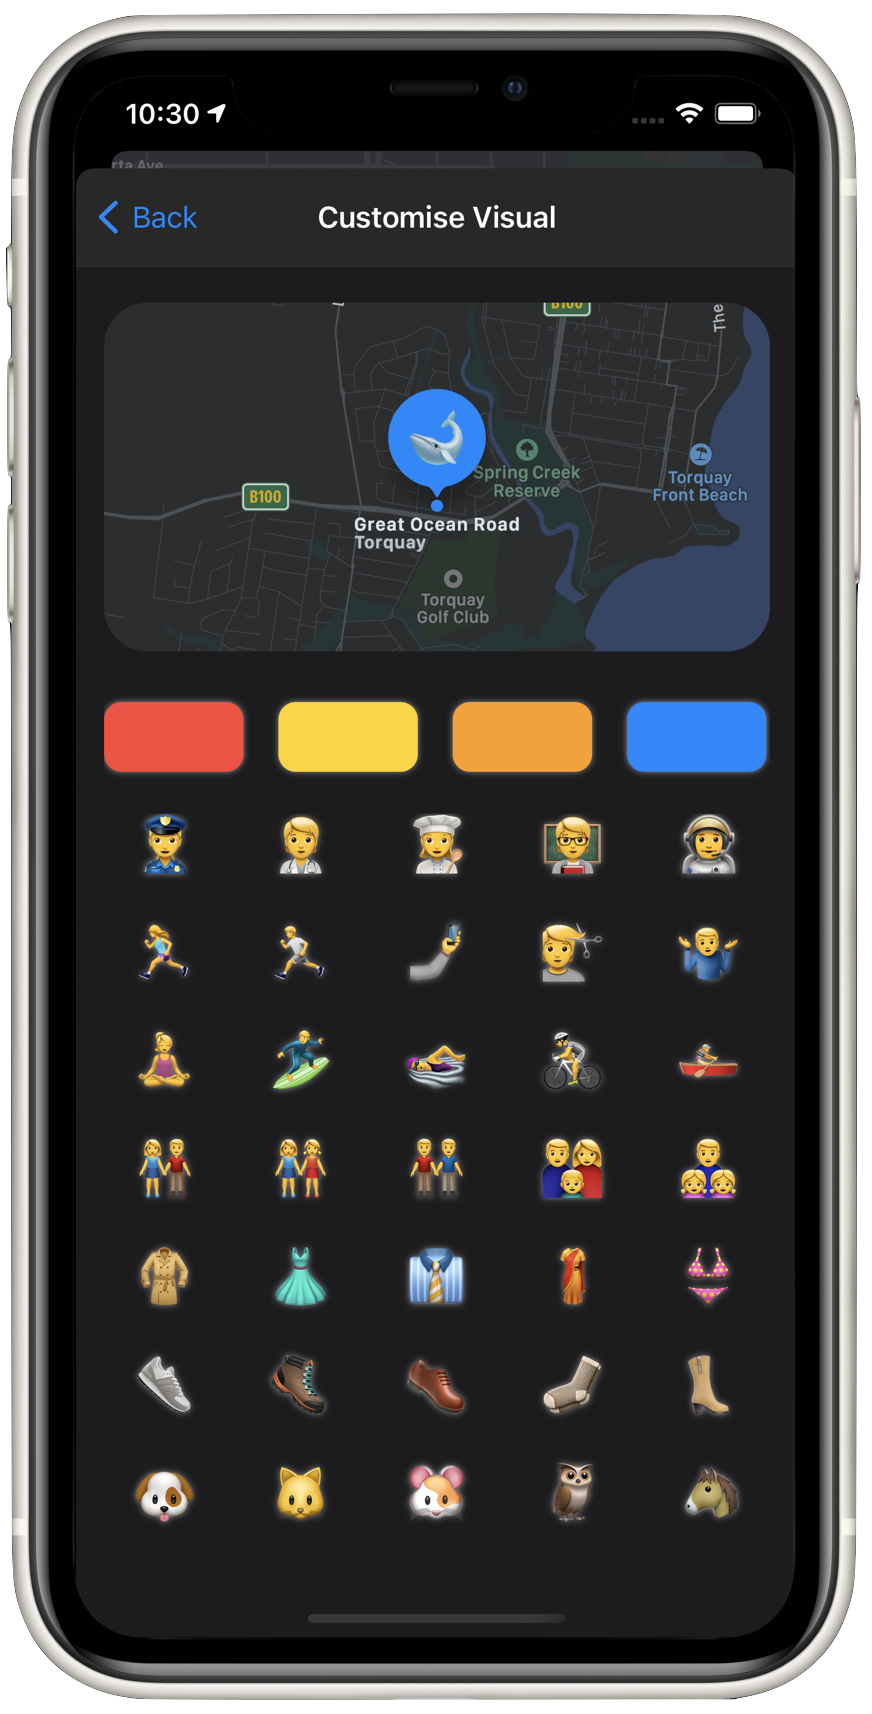 10:30
rta Ave
Back
Customise Visual
B100
The
Spring Creek
Reserve
Torquay
Front Beach
B100
Great Ocean Road
Torquay
Torquay
Golf Club